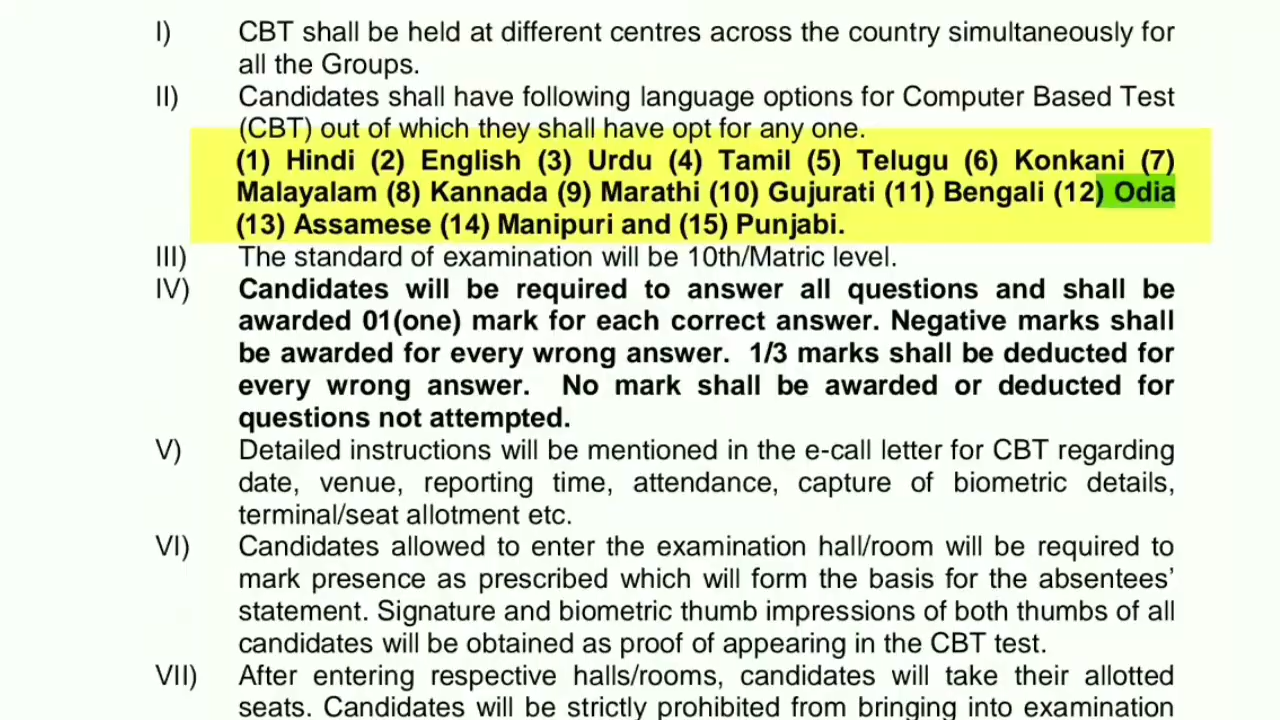 I) CBT shall be held at different centres across the country simultaneously for
all the Groups.
II) Candidates shall have following language options for Computer Based Test
(CBT) out of which they shall have opt for any one.
(1) Hindi (2) English (3) Urdu (4) Tamil (5) Telugu (6) Konkani (7)
Malayalam (8) Kannada (9) Marathi (10) Gujurati (11) Bengali (12) Odia
(13) Assamese (14) Manipuri and (15) Punjabi.
III) The standard of examination will be 10th/Matric level.
IV) Candidates will be required to answer all questions and shall be
awarded 01(one) mark for each correct answer. Negative marks shall
be awarded for every wrong answer. 1/3 marks shall be deducted for
every wrong answer. No mark shall be awarded or deducted for
questions not attempted.
V) Detailed instructions will be mentioned in the e-call letter for CBT regarding
date, venue, reporting time, attendance, capture of biometric details,
terminal/seat allotment etc.
VI) Candidates allowed to enter the examination hall/room will be required to
mark presence as prescribed which will form the basis for the absentees’
statement. Signature and biometric thumb impressions of both thumbs of all
candidates will be obtained as proof of appearing in the CBT test.
VII) After entering respective halls/rooms, candidates will take their allotted
seats. Candidates will be strictly prohibited from bringing into examination